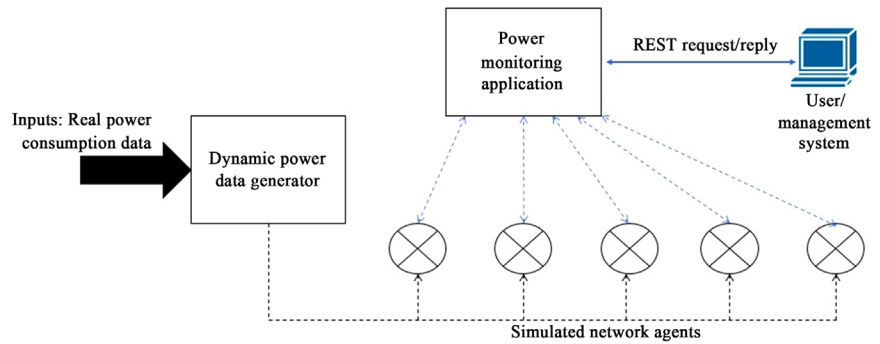 Power
monitoring
application
REST request/reply
User/
management
system
Inputs: Real power
consumption data
Dynamic power
data generator
Simulated network agents